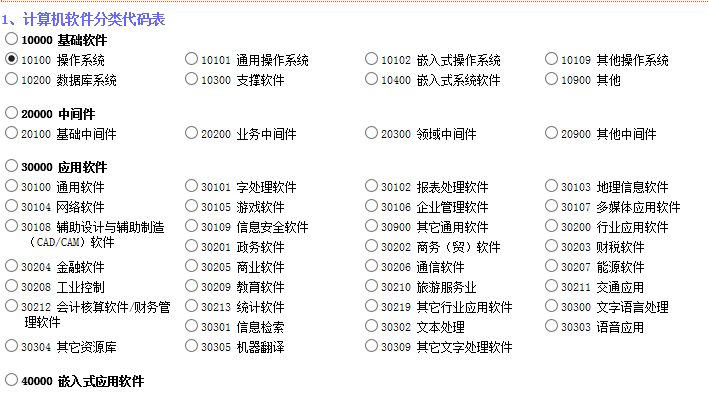 1、计算机软件分类代码表
10000 基础软件
10100 操作系统 10101 通用操作系统 10102 嵌入式操作系统 10109 其他操作系统
10200 数据库系统 10300 支撑软件 10400 嵌入式系统软件 10900 其他
20000 中间件
20100 基础中间件 20200 业务中间件 20300 领域中间件 20900 其他中间件
30000 应用软件
30100 通用软件 30101 字处理软件 30102 报表处理软件 30103 地理信息软件
30104 网络软件 30105 游戏软件 30106 企业管理软件 30107 多媒体应用软件
30108 辅助设计与辅助制造 30109 信息安全软件 30900 其它通用软件 30200 行业应用软件
（CAD/CAM）软件 30201 政务软件 30202 商务（贸）软件 30203 财税软件
30204 金融软件 30205 商业软件 30206 通信软件 30207 能源软件
30208 工业控制 30209 教育软件 30210 旅游服务业 30211 交通应用
30212 会计核算软件/财务管 30213 统计软件 30219 其它行业应用软件 30300 文字语言处理
理软件 30301 信息检索 30302 文本处理 30303 语音应用
30304 其它资源库 30305 机器翻译 30309 其它文字处理软件
40000 嵌入式应用软件